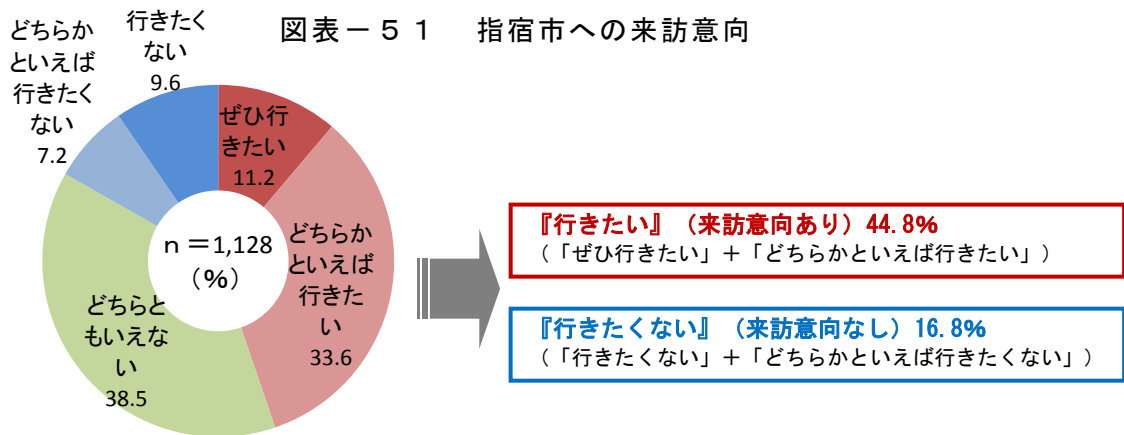 図表－５１　指宿市への来訪意向
ぜひ行
きたい
11.2
どちらか
といえば
行きた
い
33.6
どちらと
もいえな
い
38.5
どちらか
といえば
行きたく
ない
7.2
行きたく
ない
9.6
ｎ＝1,128
（％）
『行きたい』（来訪意向あり）44.8%
（「ぜひ行きたい」＋「どちらかといえば行きたい」）
『行きたくない』（来訪意向なし）16.8%
（「行きたくない」＋「どちらかといえば行きたくない」）